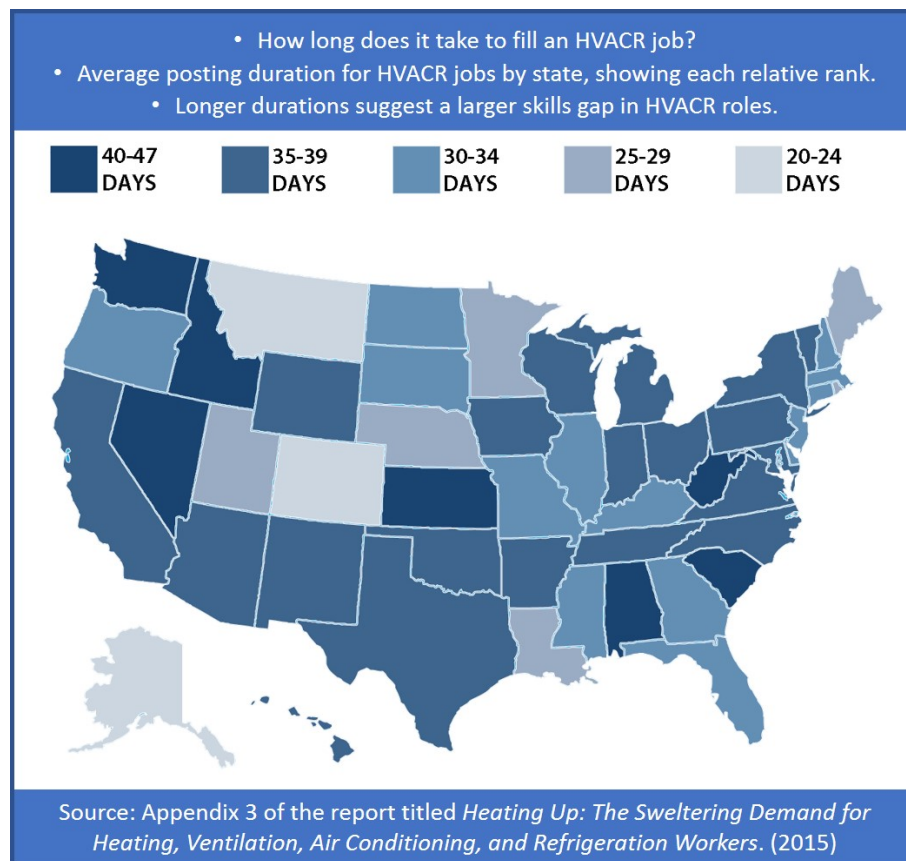 • How long does it take to fill an HVACR job?
• Average posting duration for HVACR jobs by state, showing each relative rank.
• Longer durations suggest a larger skills gap in HVACR roles.
40-47 DAYS
35-39 DAYS
30-34 DAYS
25-29 DAYS
20-24 DAYS
Source: Appendix 3 of the report titled Heating Up: The Sweltering Demand for
Heating, Ventilation, Air Conditioning, and Refrigeration Workers. (2015)